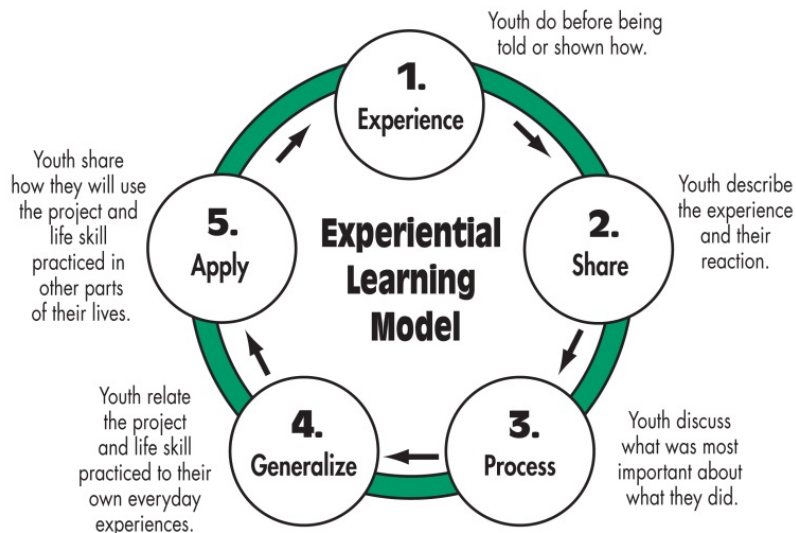 Youth do before being
told or shown how.
1.
Experience
Youth share
how they will use
the project and
life skill
practiced in
other parts
of their lives.
5.
Apply
Experiential
Learning
Model
2.
Share
Youth describe
the experience
and their
reaction.
Youth relate
the project
and life skill
practiced to their
own everyday
experiences.
4.
Generalize
3.
Process
Youth discuss
what was most
important about
what they did.